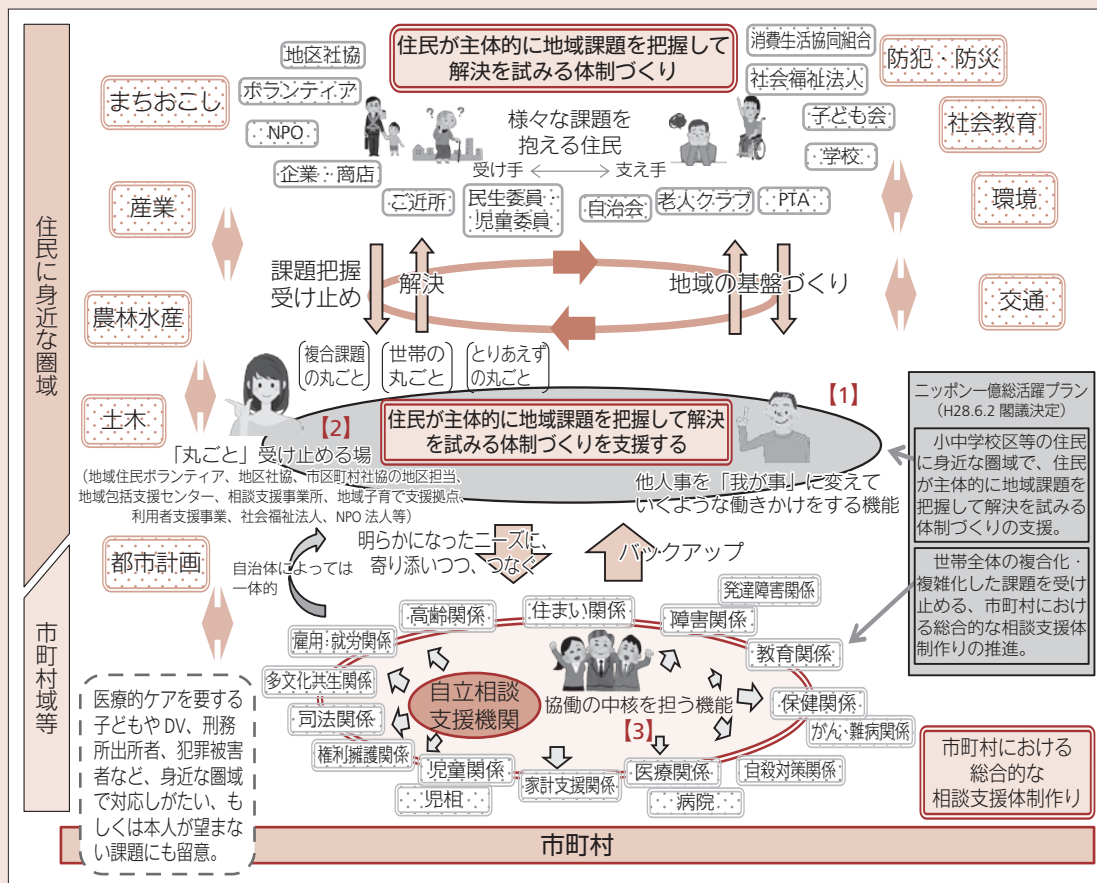 住民に身近な圏域
市町村域等
住民が主体的に地域課題を把握して
解決を試みる体制づくり
地区社協
ボランティア
NPO
企業・商店
ご近所
民生委員・
児童委員
自治会
老人クラブ
PTA
学校
子ども会
社会福祉法人
消費生活協同組合
様々な課題を
抱える住民
受け手
支え手
まちおこし
産業
農林水産
土木
都市計画
防犯・防災
社会教育
環境
交通
課題把握
受け止め
解決
地域の基盤づくり
複合課題
の丸ごと
世帯の
丸ごと
とりあえず
の丸ごと
【1】
【2】
住民が主体的に地域課題を把握して解決
を試みる体制づくりを支援する
「丸ごと」受け止める場
(地域住民ボランティア、地区社協、市区町村社協の地区担当、
地域包括支援センター、相談支援事業所、地域子育て支援拠点、
利用者支援事業、社会福祉法人、NPO 法人等)
他人事を「我が事」に変えて
いくような働きかけをする機能
ニッポン一億総活躍プラン
(H28.6.2 閣議決定)
小中学校区等の住民
に身近な圏域で、住民
が主体的に地域課題を
把握して解決を試みる
体制づくりの支援。
世帯全体の複合化・
複雑化した課題を受け
止める、市町村におけ
る総合的な相談支援体
制作りの推進。
自治体によっては
一体的
明らかになったニーズに、
寄り添いつつ、つなぐ
バックアップ
高齢関係
住まい関係
障害関係
発達障害関係
雇用・就労関係
教育関係
多文化共生関係
保健関係
司法関係
がん・難病関係
権利擁護関係
児童関係
児相
家計支援関係
医療関係
病院
自殺対策関係
自立相談
支援機関
協働の中核を担う機能
【3】
医療的ケアを要する
子どもや DV、刑務
所出所者、犯罪被害
者など、身近な圏域
で対応しがたい、も
しくは本人が望まな
い課題にも留意。
市町村における
総合的な
相談支援体制作り
市町村